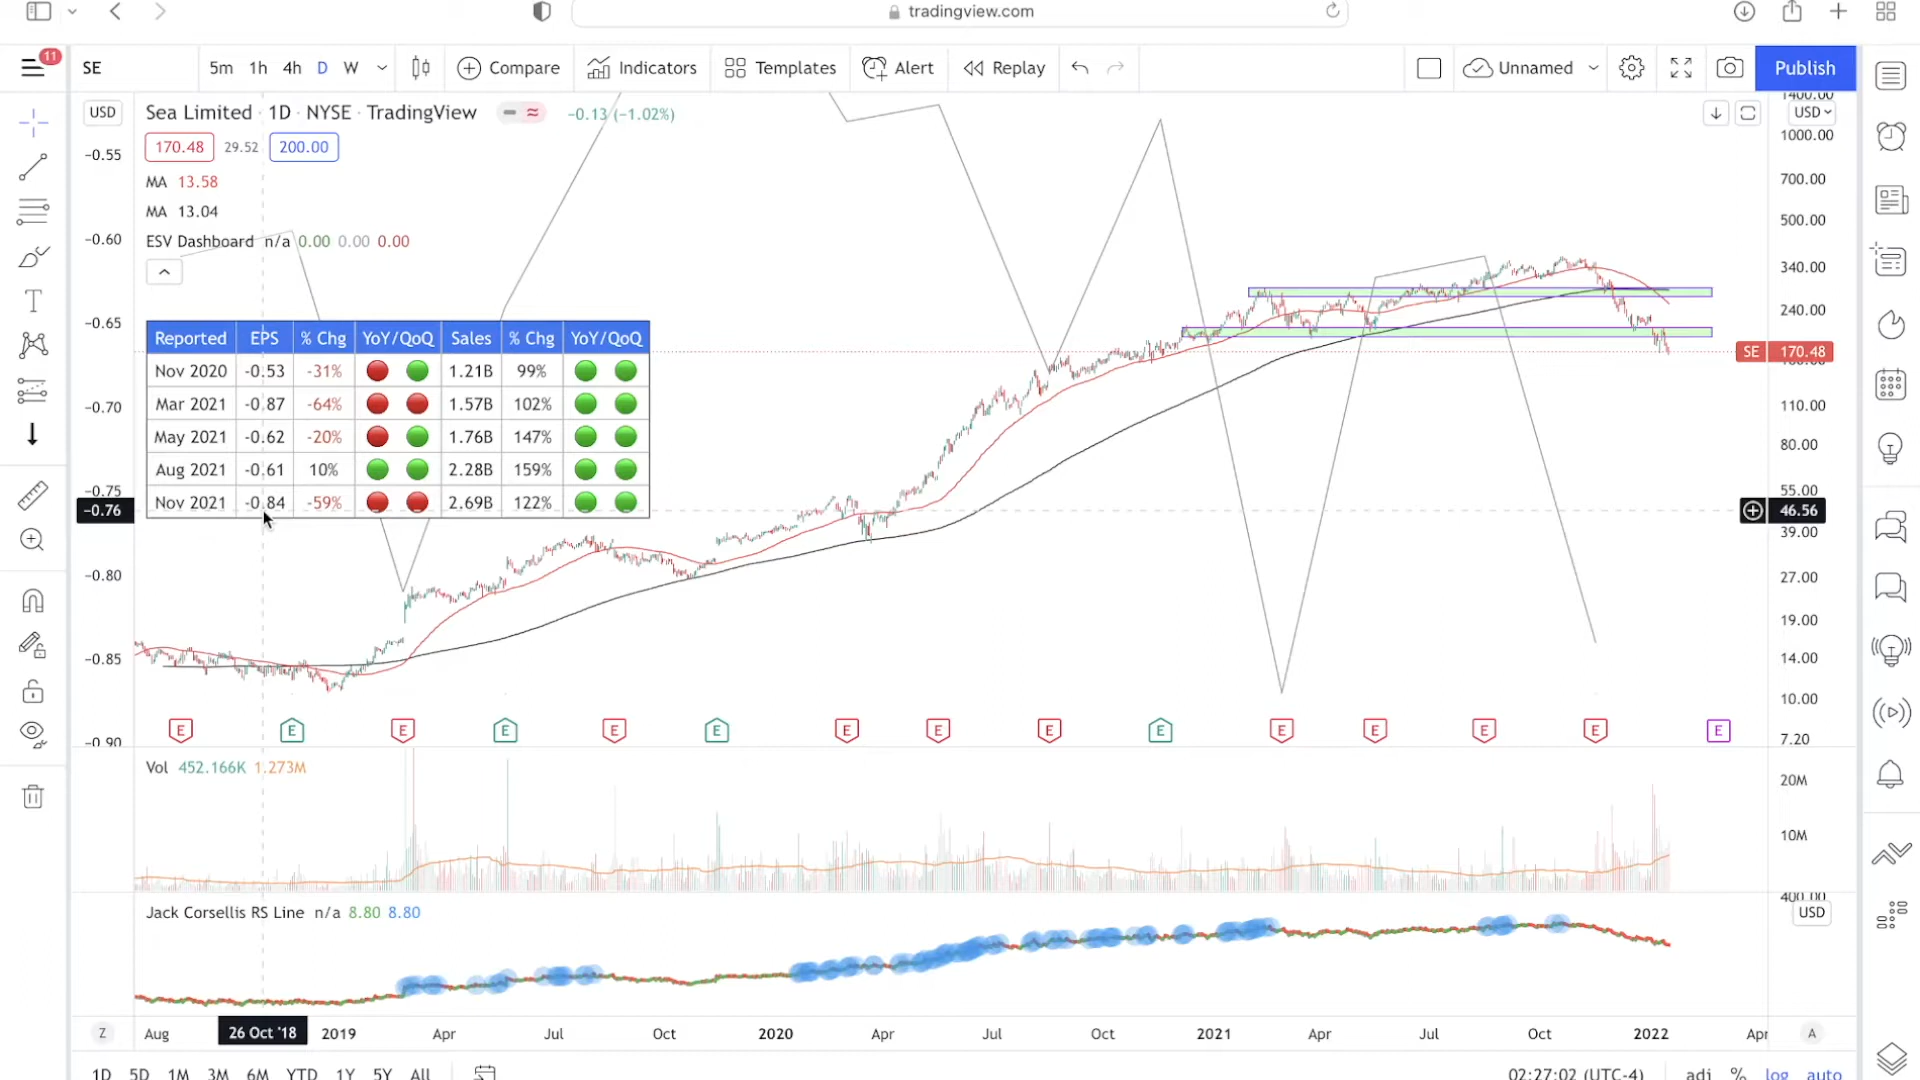 tradingview.com
11
SE 5m 1h 4h D W Compare Indicators Templates Alert Replay Unnamed Publish
USD Sea Limited · 1D · NYSE · TradingView −0.13 (−1.02%) USD
170.48 29.52 200.00
MA 13.58
MA 13.04
ESV Dashboard n/a 0.00 0.00 0.00
Reported EPS % Chg YoY/QoQ Sales % Chg YoY/QoQ
Nov 2020 -0.53 -31% 1.21B 99%
Mar 2021 -0.87 -64% 1.57B 102%
May 2021 -0.62 -20% 1.76B 147%
Aug 2021 -0.61 10% 2.28B 159%
Nov 2021 -0.84 -59% 2.69B 122%
−0.55
−0.60
−0.65
−0.70
−0.75
−0.76
−0.80
−0.85
−0.90
1400.00
1000.00
700.00
500.00
340.00
240.00
SE 170.48
110.00
80.00
55.00
46.56
39.00
27.00
19.00
14.00
10.00
7.20
E E E E E E E E E E E E E E E
Vol 452.166K 1.273M
20M
10M
Jack Corsellis RS Line n/a 8.80 8.80
400.00
USD
Z Aug 26 Oct '18 2019 Apr Jul Oct 2020 Apr Jul Oct 2021 Apr Jul Oct 2022 Apr A
1D 5D 1M 3M 6M YTD 1Y 5Y All 02:27:02 (UTC-4) adj % log auto